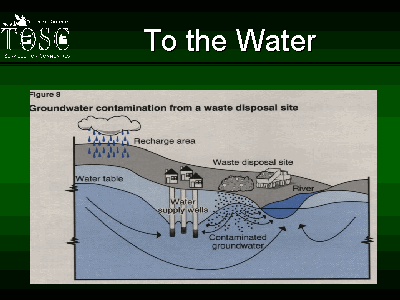 TOSC
To the Water
Figure 8
Groundwater contamination from a waste disposal site
Recharge area
Waste disposal site
Water table
River
Water
supply wells
Contaminated
groundwater